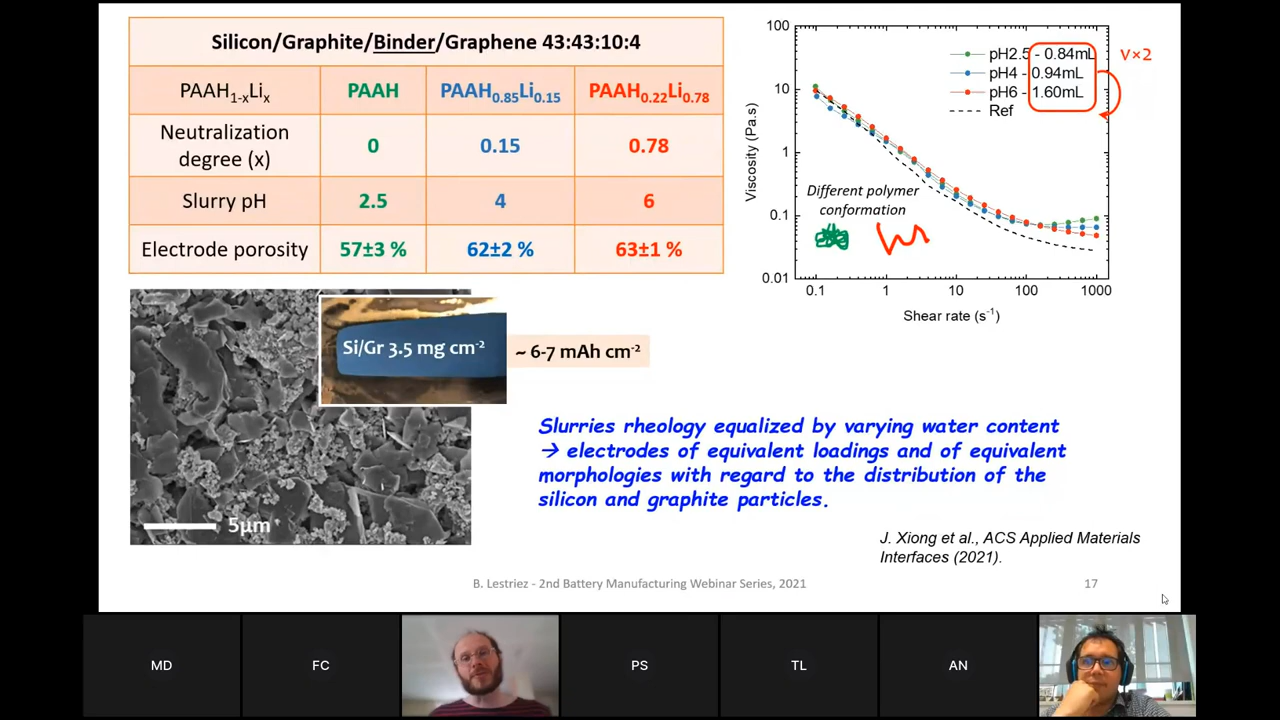 Silicon/Graphite/Binder/Graphene 43:43:10:4
PAAH1-xLix PAAH PAAH0.85Li0.15 PAAH0.22Li0.78
Neutralization degree (x) 0 0.15 0.78
Slurry pH 2.5 4 6
Electrode porosity 57±3 % 62±2 % 63±1 %
100
10
1
0.1
0.01
Viscosity (Pa.s)
pH2.5 - 0.84mL
pH4 - 0.94mL
pH6 - 1.60mL
Ref
V×2
Different polymer
conformation
0.1 1 10 100 1000
Shear rate (s-1)
Si/Gr 3.5 mg cm-2
~ 6-7 mAh cm-2
5µm
Slurries rheology equalized by varying water content
→ electrodes of equivalent loadings and of equivalent
morphologies with regard to the distribution of the
silicon and graphite particles.
J. Xiong et al., ACS Applied Materials
Interfaces (2021).
B. Lestriez - 2nd Battery Manufacturing Webinar Series, 2021
17
MD FC PS TL AN